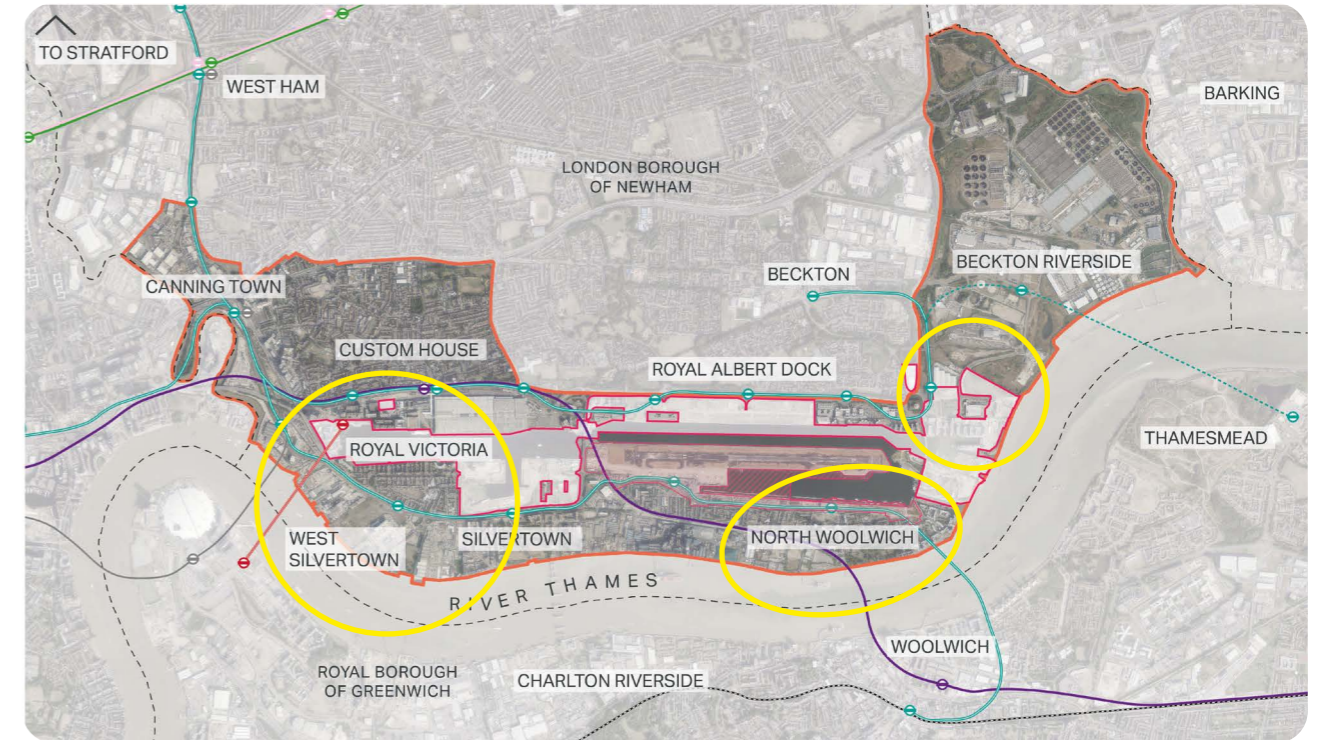 TO STRATFORD
WEST HAM
BARKING
LONDON BOROUGH
OF NEWHAM
BECKTON
BECKTON RIVERSIDE
CANNING TOWN
CUSTOM HOUSE
ROYAL ALBERT DOCK
THAMESMEAD
ROYAL VICTORIA
WEST
SILVERTOWN
SILVERTOWN
NORTH WOOLWICH
RIVER THAMES
WOOLWICH
ROYAL BOROUGH
OF GREENWICH
CHARLTON RIVERSIDE